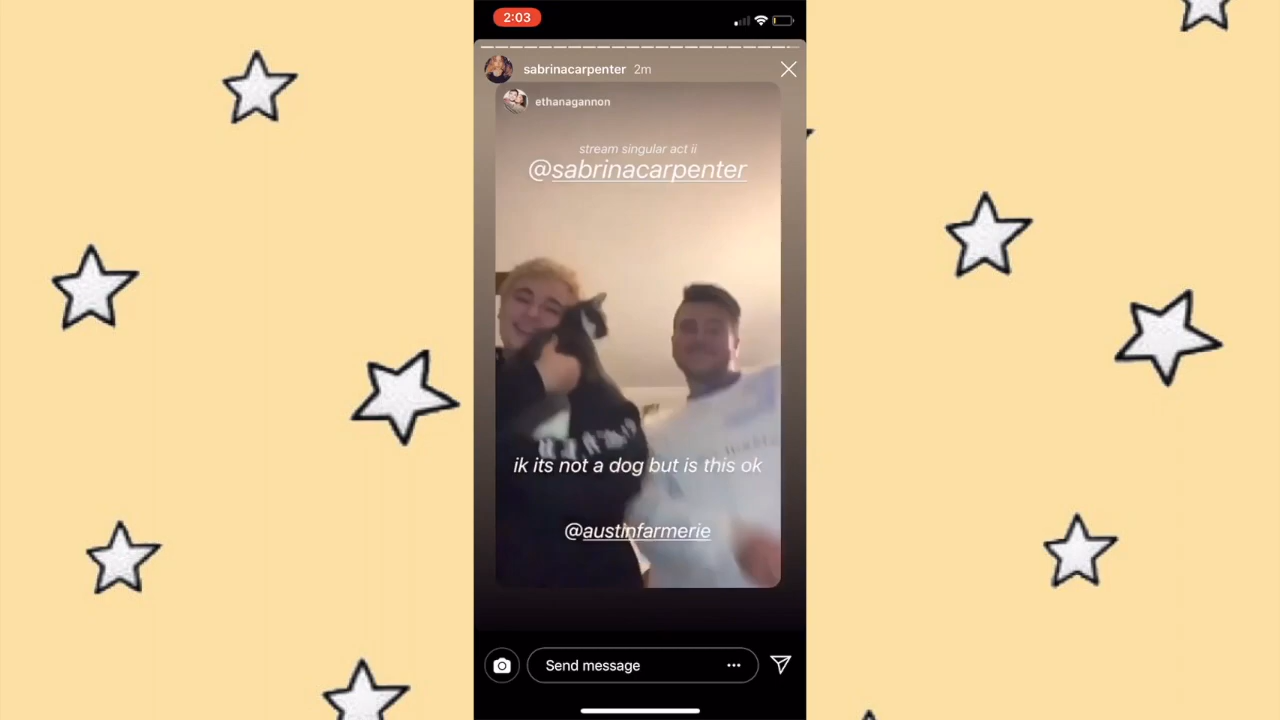 2:03
sabrinacarpenter 2m
ethanagannon
stream singular act ii
@sabrinacarpenter
ik its not a dog but is this ok
@austinfarmerie
Send message